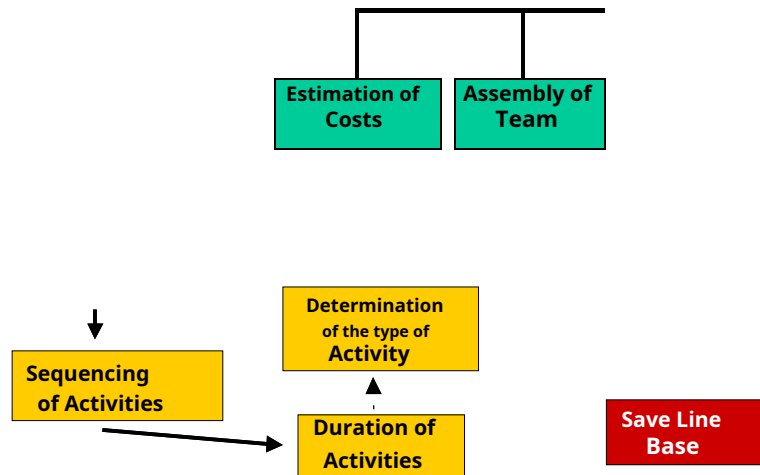 Estimation of
Costs
Assembly of
Team
Determination
of the type of
Activity
Sequencing
of Activities
Duration of
Activities
Save Line
Base